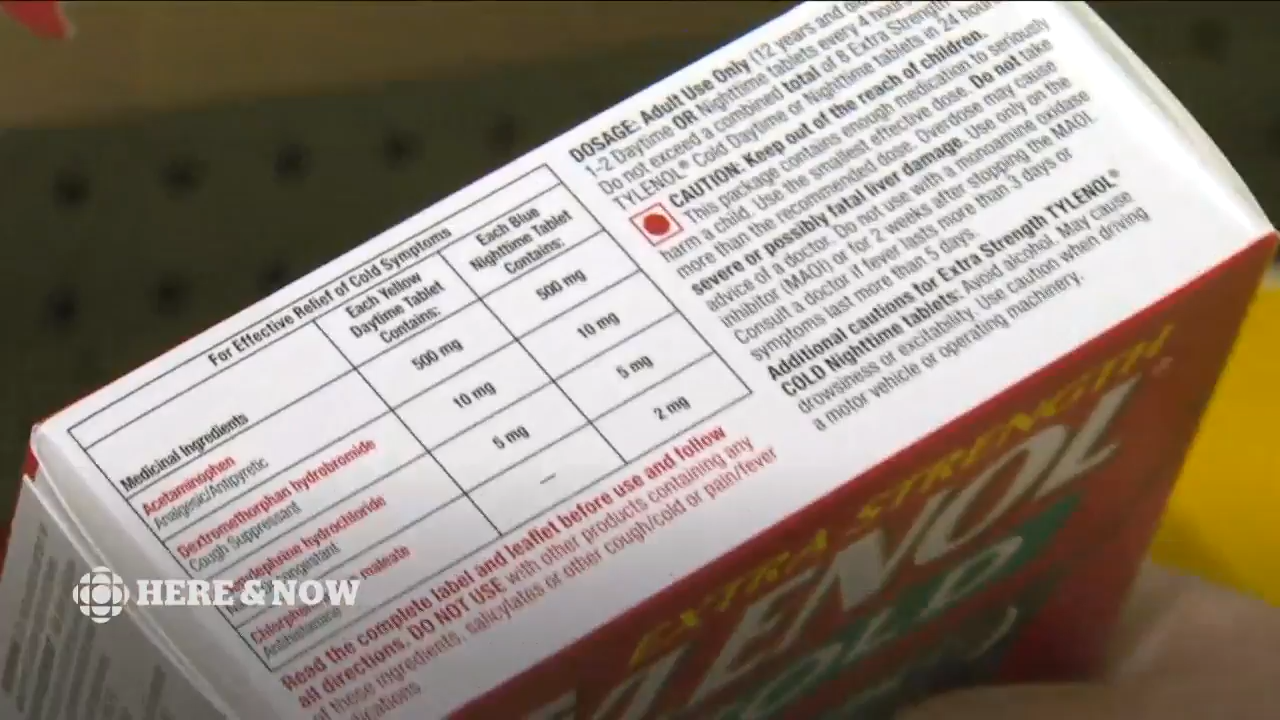 For Effective Relief of Cold Symptoms
Medicinal Ingredients
Each Yellow
Daytime Tablet
Contains:
Each Blue
Nighttime Tablet
Contains:
Acetaminophen
Analgesic/Antipyretic
500 mg
500 mg
Dextromethorphan hydrobromide
Cough Suppressant
10 mg
10 mg
hydrochloride
5 mg
5 mg
maleate
—
2 mg
Read the complete label and leaflet before use and follow
all directions. DO NOT USE with other products containing any
of these ingredients, salicylates or other cough/cold or pain/fever
DOSAGE: Adult Use Only (12 years and
1-2 Daytime OR Nighttime tablets every 4 hours
Do not exceed a combined total of 8 Extra Strength
TYLENOL® Cold Daytime or Nighttime tablets in 24 hours
CAUTION: Keep out of the reach of children.
This package contains enough medication to seriously
harm a child. Use the smallest effective dose. Do not take
more than the recommended dose. Overdose may cause
severe or possibly fatal liver damage. Use only on the
advice of a doctor. Do not use with a monoamine oxidase
inhibitor (MAOI) or for 2 weeks after stopping the MAOI.
Consult a doctor if fever lasts more than 3 days or
symptoms last more than 5 days.
Additional cautions for Extra Strength TYLENOL®
COLD Nighttime tablets: Avoid alcohol. May cause
drowsiness or excitability. Use caution when driving
a motor vehicle or operating machinery.
EXTRA STRENGTH
TYLENOL®
COLD
HERE & NOW